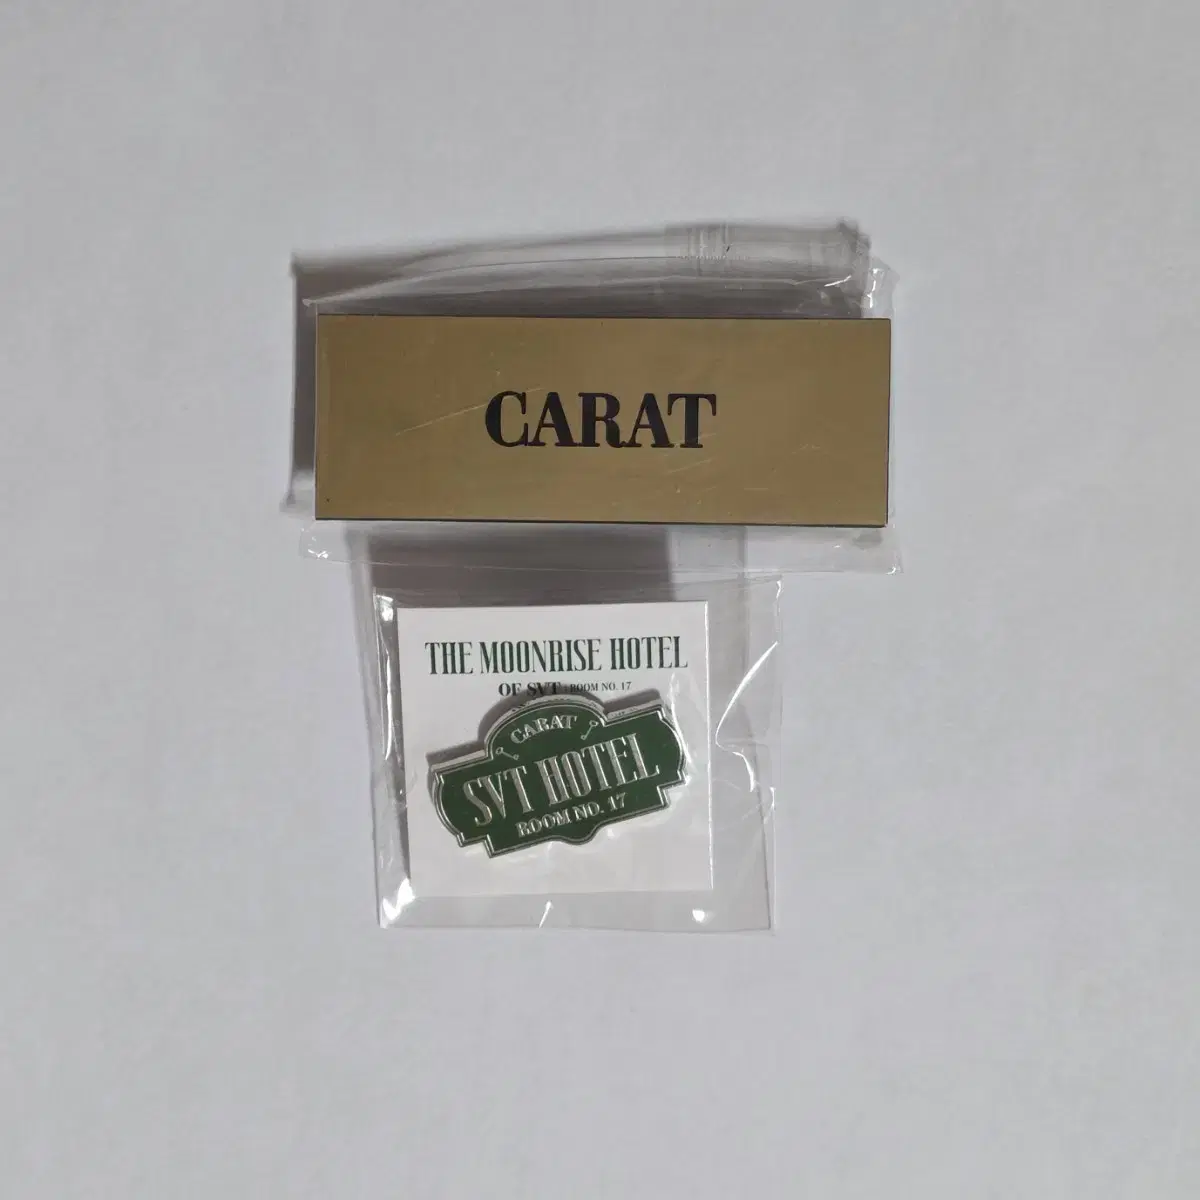 CARAT
THE MOONRISE HOTEL
OF SVT : ROOM NO. 17
CARAT
SVT HOTEL
ROOM NO. 17